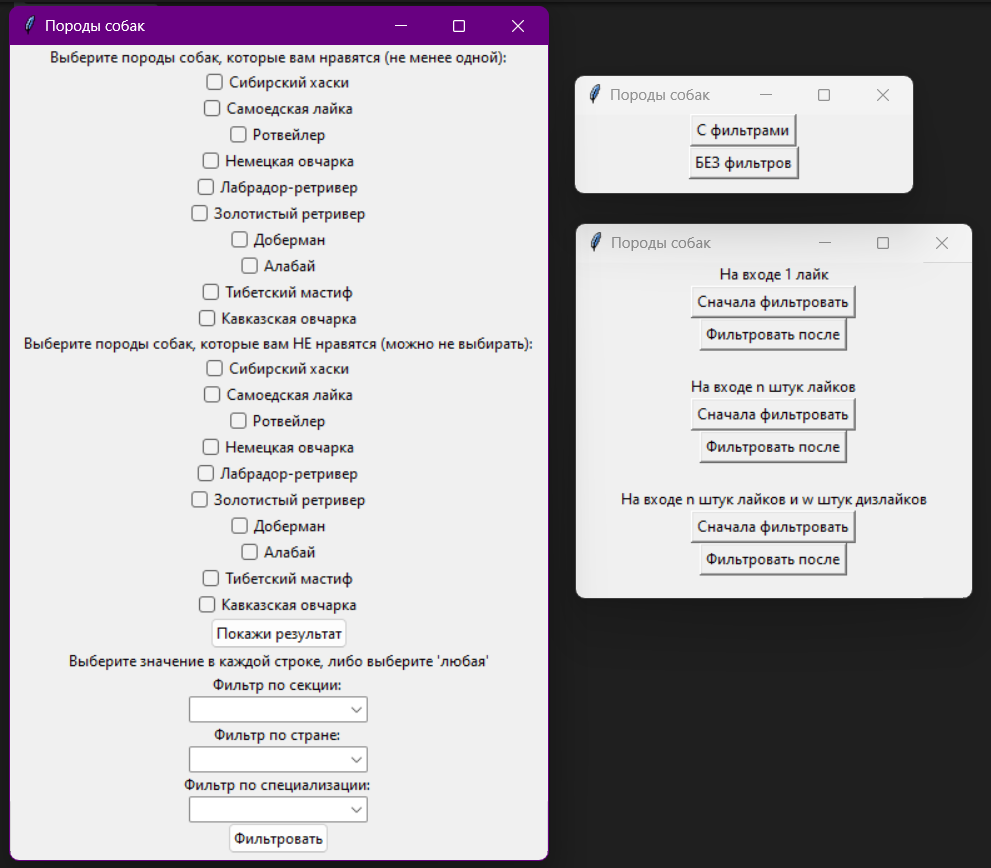 Породы собак
Выберите породы собак, которые вам нравятся (не менее одной):
Сибирский хаски
Самоедская лайка
Ротвейлер
Немецкая овчарка
Лабрадор-ретривер
Золотистый ретривер
Доберман
Алабай
Тибетский мастиф
Кавказская овчарка
Выберите породы собак, которые вам НЕ нравятся (можно не выбирать):
Сибирский хаски
Самоедская лайка
Ротвейлер
Немецкая овчарка
Лабрадор-ретривер
Золотистый ретривер
Доберман
Алабай
Тибетский мастиф
Кавказская овчарка
Покажи результат
Выберите значение в каждой строке, либо выберите 'любая'
Фильтр по секции:
Фильтр по стране:
Фильтр по специализации:
Фильтровать
Породы собак
С фильтрами
БЕЗ фильтров
Породы собак
На входе 1 лайк
Сначала фильтровать
Фильтровать после
На входе n штук лайков
Сначала фильтровать
Фильтровать после
На входе n штук лайков и w штук дизлайков
Сначала фильтровать
Фильтровать после